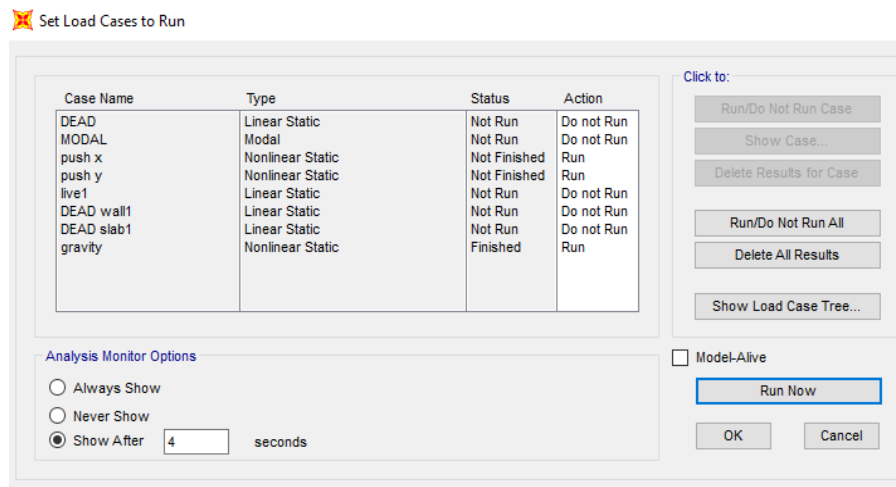 Set Load Cases to Run
Click to:
Case Name Type Status Action
DEAD Linear Static Not Run Do not Run
MODAL Modal Not Run Do not Run
push x Nonlinear Static Not Finished Run
push y Nonlinear Static Not Finished Run
live1 Linear Static Not Run Do not Run
DEAD wall1 Linear Static Not Run Do not Run
DEAD slab1 Linear Static Not Run Do not Run
gravity Nonlinear Static Finished Run
Run/Do Not Run Case
Show Case...
Delete Results for Case
Run/Do Not Run All
Delete All Results
Show Load Case Tree...
Analysis Monitor Options
Always Show
Never Show
Show After 4 seconds
Model-Alive
Run Now
OK Cancel